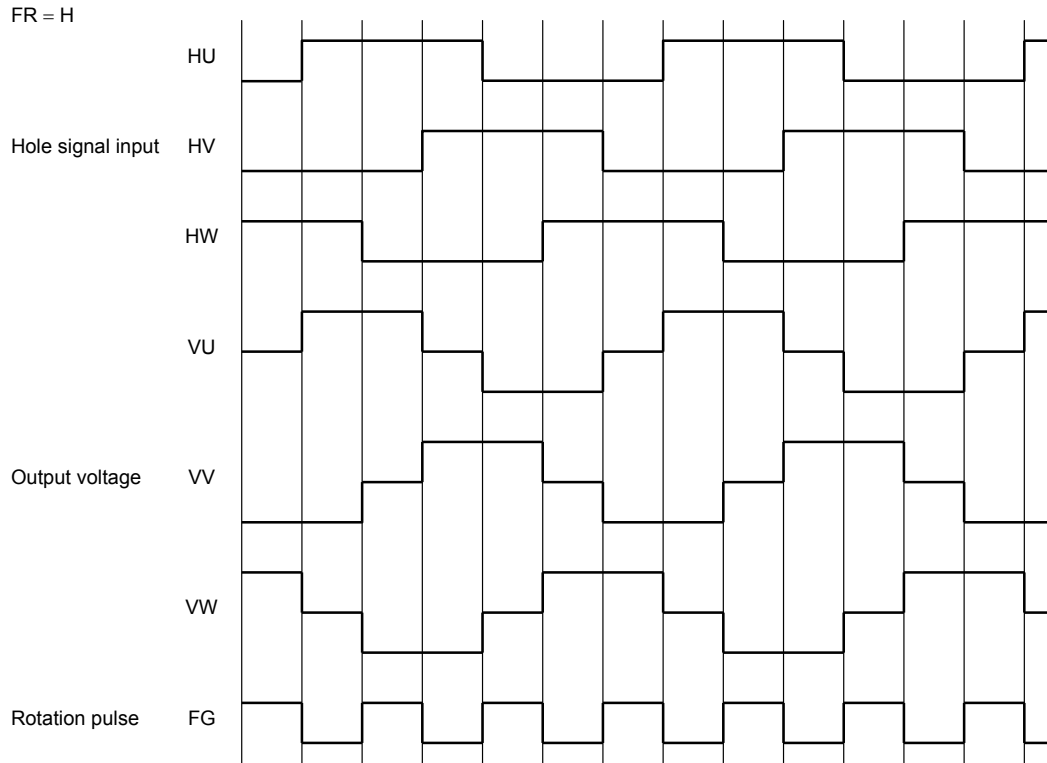 FR = H
HU
Hole signal input HV
HW
VU
Output voltage VV
VW
Rotation pulse FG